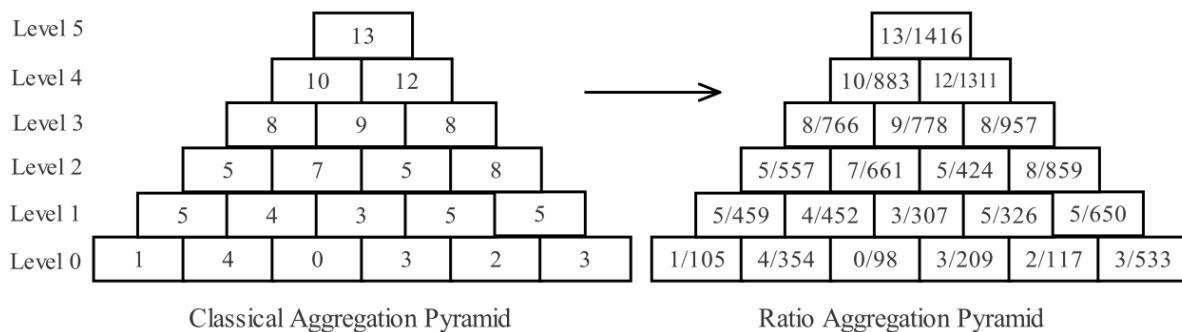 Level 5 13 13/1416
Level 4 10 12 10/883 12/1311
Level 3 8 9 8 8/766 9/778 8/957
Level 2 5 7 5 8 5/557 7/661 5/424 8/859
Level 1 5 4 3 5 5 5/459 4/452 3/307 5/326 5/650
Level 0 1 4 0 3 2 3 1/105 4/354 0/98 3/209 2/117 3/533
Classical Aggregation Pyramid Ratio Aggregation Pyramid